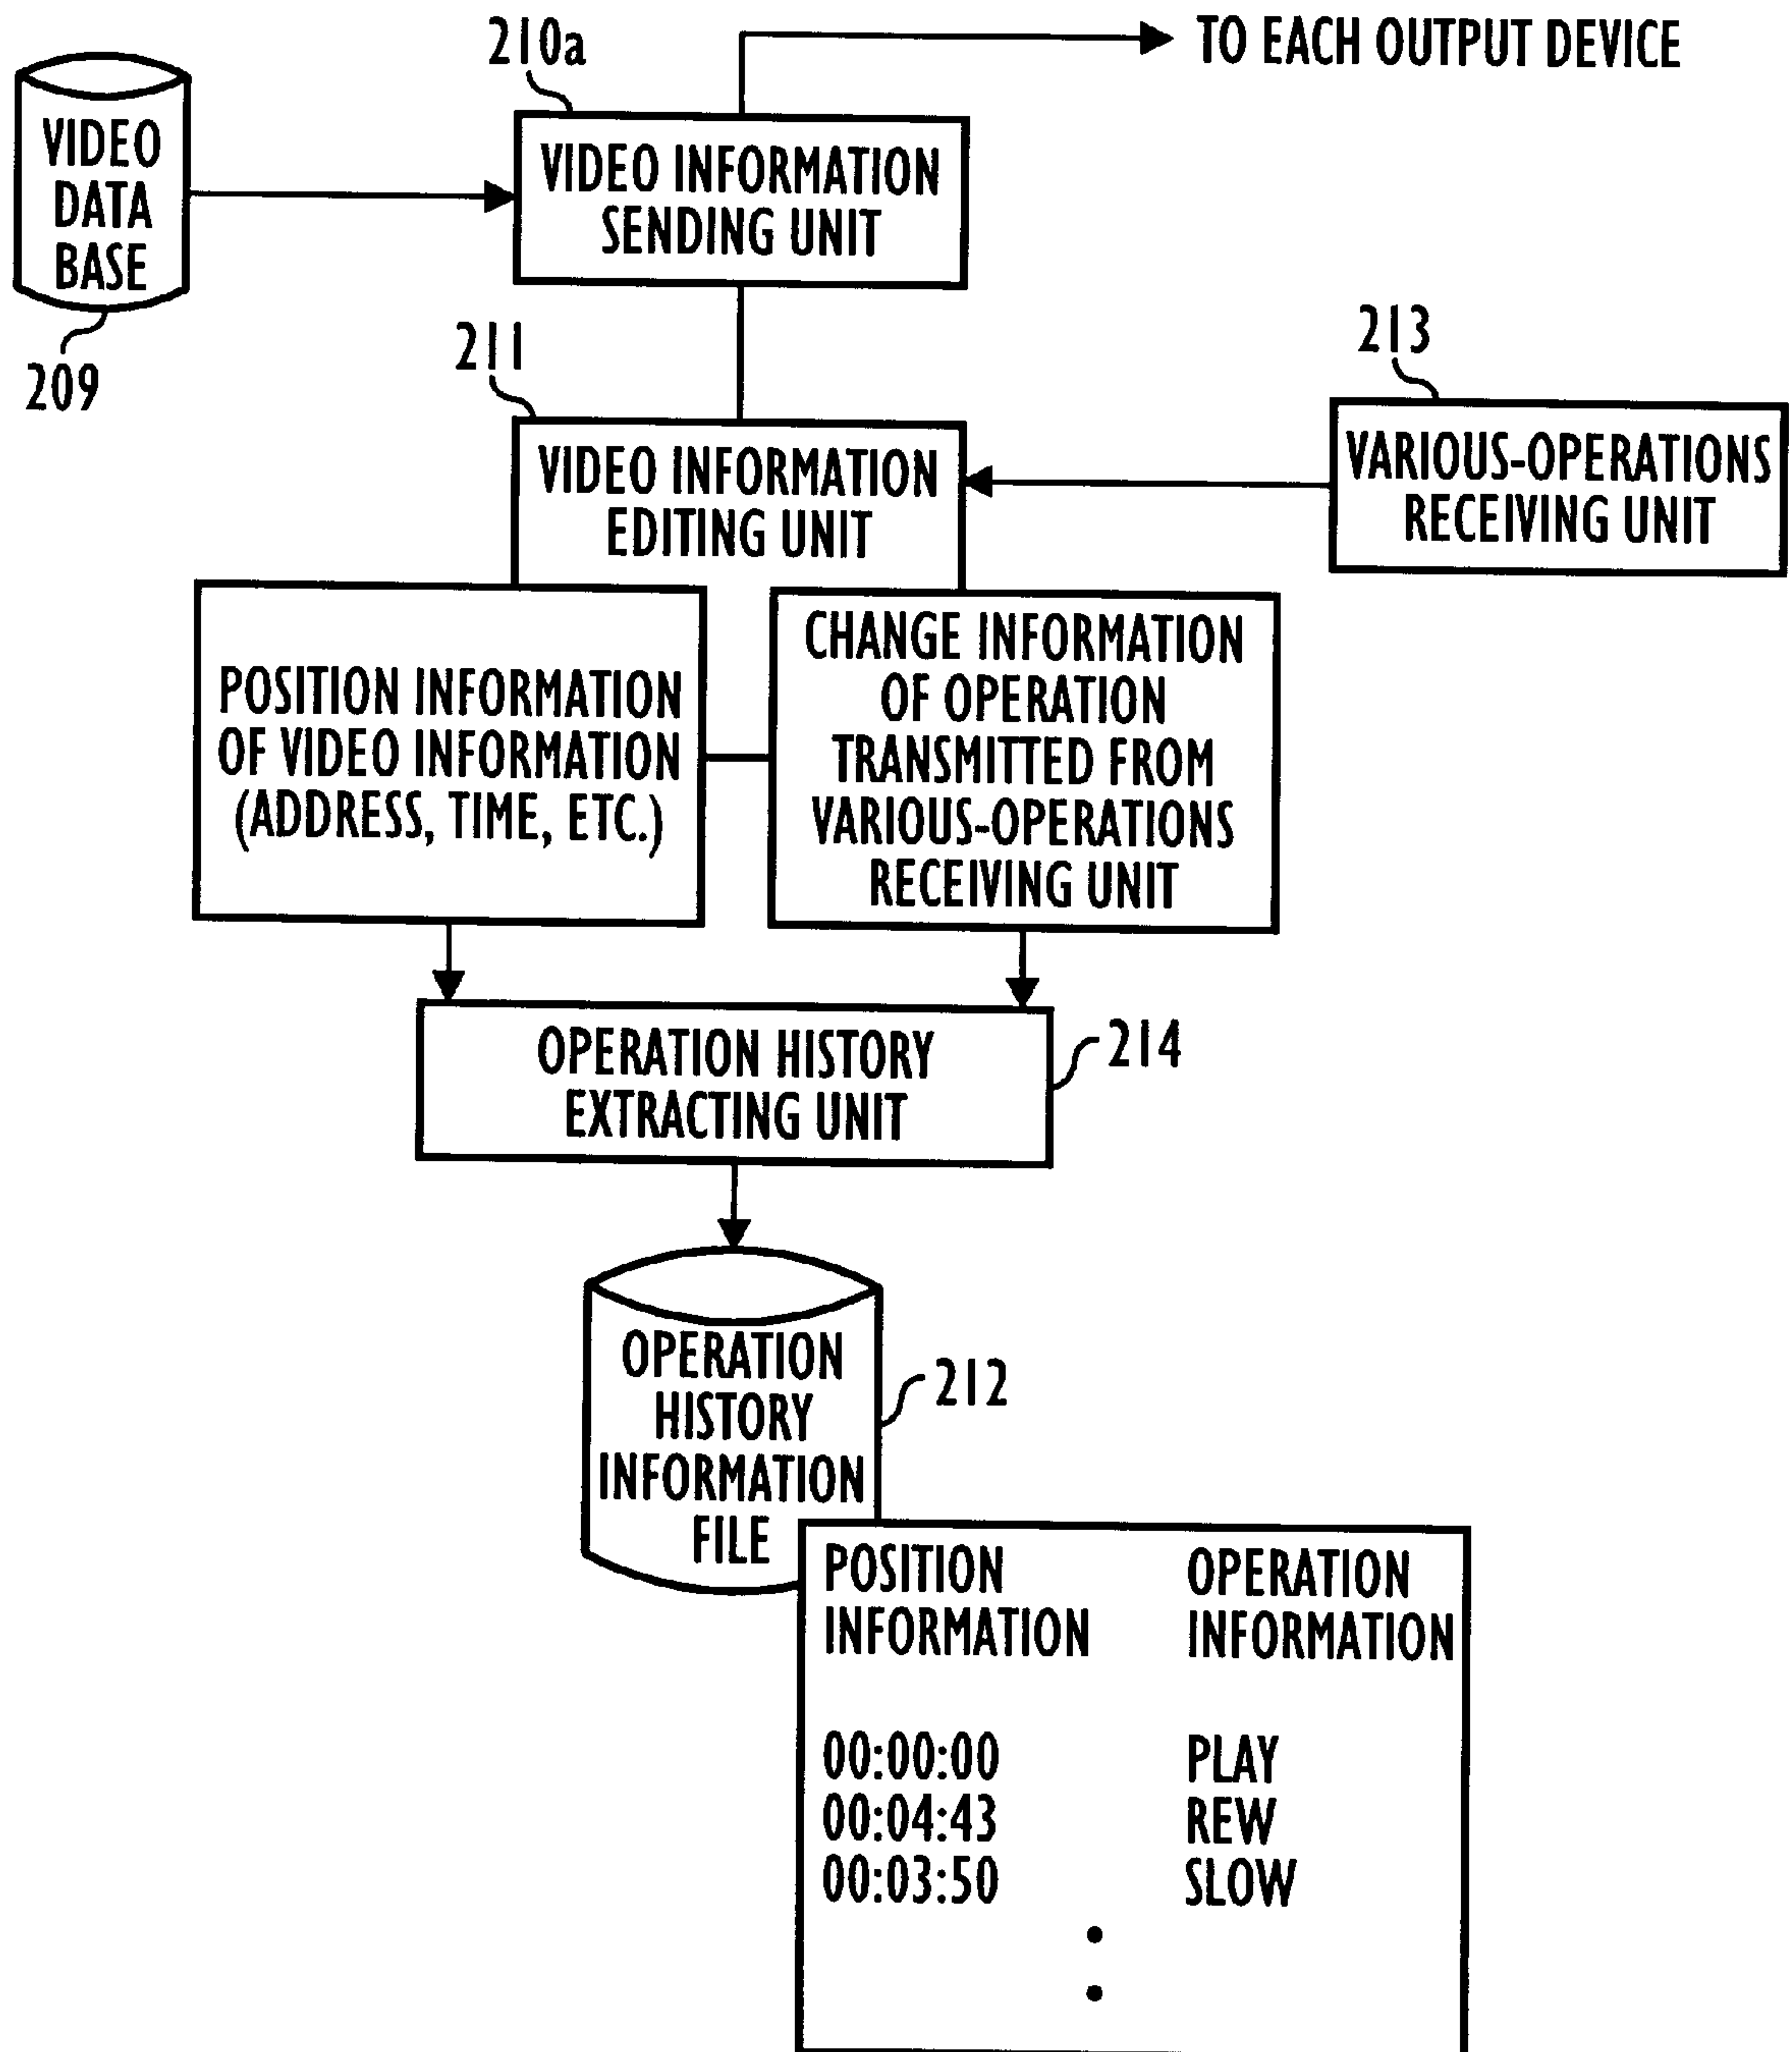 210a
TO EACH OUTPUT DEVICE
VIDEO
DATA
BASE
VIDEO INFORMATION
SENDING UNIT
209
211
213
VIDEO INFORMATION
EDITING UNIT
VARIOUS-OPERATIONS
RECEIVING UNIT
POSITION INFORMATION
OF VIDEO INFORMATION
(ADDRESS, TIME, ETC.)
CHANGE INFORMATION
OF OPERATION
TRANSMITTED FROM
VARIOUS-OPERATIONS
RECEIVING UNIT
OPERATION HISTORY
EXTRACTING UNIT
214
OPERATION
HISTORY
INFORMATION
FILE
212
POSITION
INFORMATION
OPERATION
INFORMATION
00:00:00 PLAY
00:04:43 REW
00:03:50 SLOW